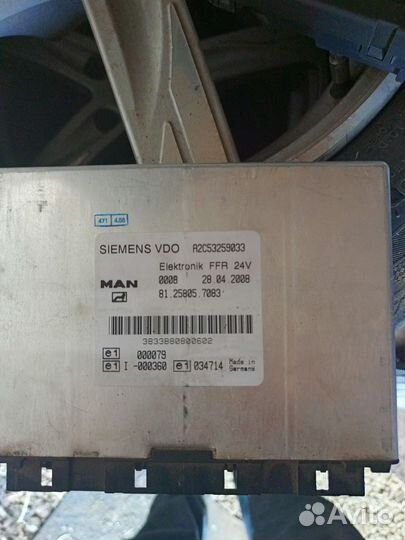 471 4.56
SIEMENS VDO A2C53259033
Elektronik FFR 24V
MAN 0008 28.04.2008
81.25805.7083
3833880800602
e1 000079
e1 I -000360 e1 034714 Made in
Germany
Avito